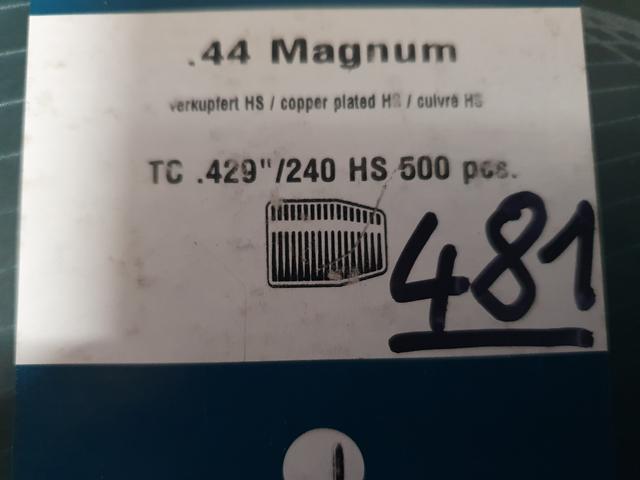 .44 Magnum
verkupfert HS / copper plated HS / cuivré HS
TC .429"/240 HS 500 pcs.
481